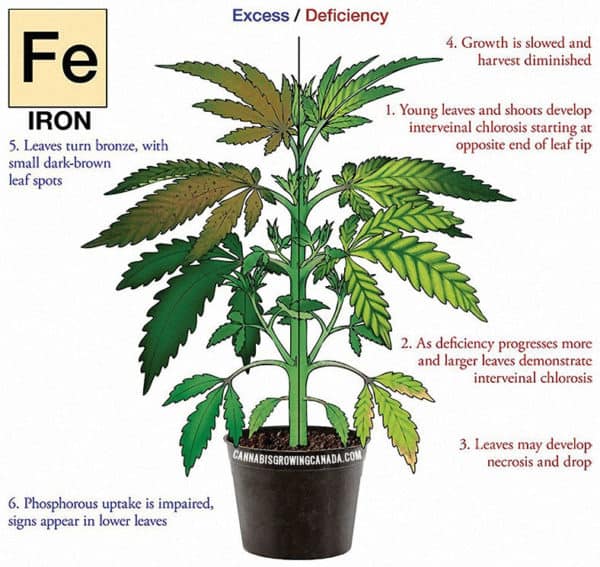 Fe
IRON
Excess / Deficiency
4. Growth is slowed and
harvest diminished
1. Young leaves and shoots develop
interveinal chlorosis starting at
opposite end of leaf tip
5. Leaves turn bronze, with
small dark-brown
leaf spots
2. As deficiency progresses more
and larger leaves demonstrate
interveinal chlorosis
3. Leaves may develop
necrosis and drop
CANNABISGROWINGCANADA.COM
6. Phosphorous uptake is impaired,
signs appear in lower leaves